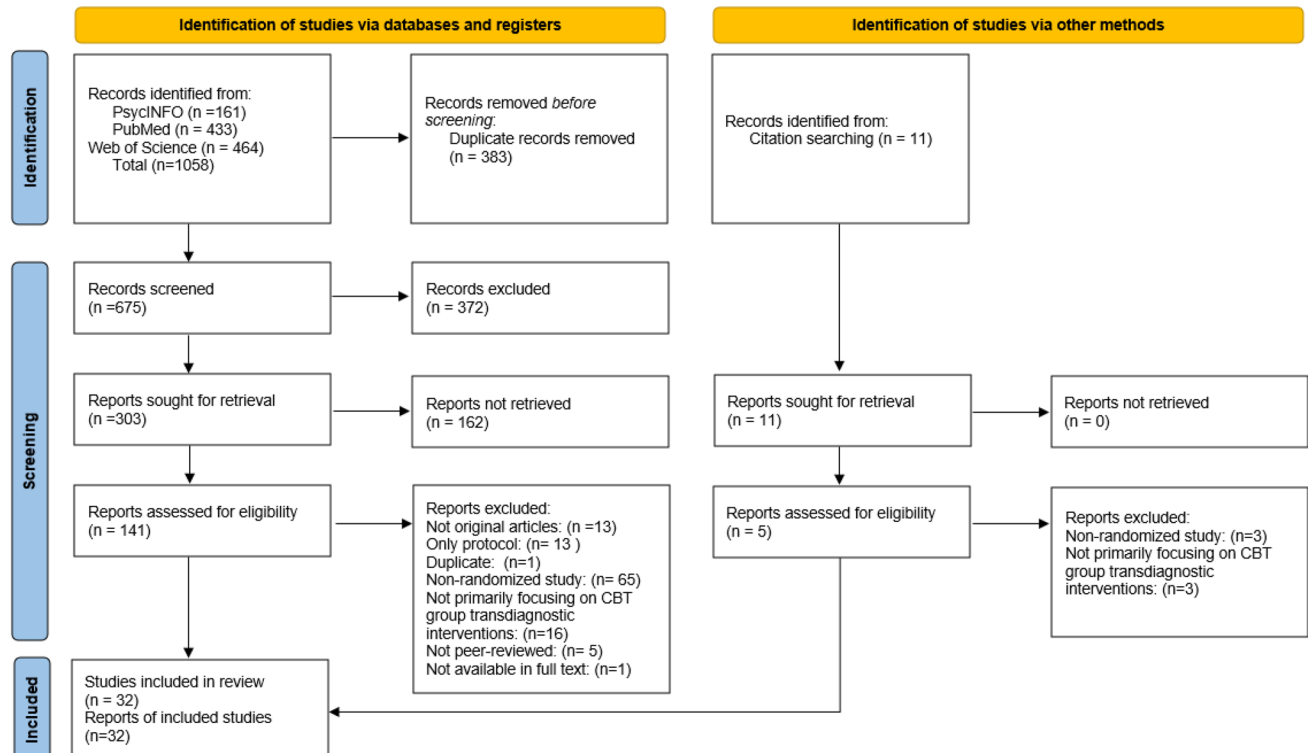 Identification of studies via databases and registers
Identification of studies via other methods
Identification
Records identified from:
PsycINFO (n =161)
PubMed (n = 433)
Web of Science (n = 464)
Total (n=1058)
Records removed before
screening:
Duplicate records removed
(n = 383)
Records identified from:
Citation searching (n = 11)
Screening
Records screened
(n =675)
Records excluded
(n = 372)
Reports sought for retrieval
(n =303)
Reports not retrieved
(n = 162)
Reports sought for retrieval
(n = 11)
Reports not retrieved
(n = 0)
Reports assessed for eligibility
(n = 141)
Reports excluded:
Not original articles: (n =13)
Only protocol: (n= 13 )
Duplicate: (n=1)
Non-randomized study: (n= 65)
Not primarily focusing on CBT
group transdiagnostic
interventions: (n=16)
Not peer-reviewed: (n= 5)
Not available in full text: (n=1)
Reports assessed for eligibility
(n = 5)
Reports excluded:
Non-randomized study: (n=3)
Not primarily focusing on CBT
group transdiagnostic
interventions: (n=3)
Included
Studies included in review
(n = 32)
Reports of included studies
(n=32)